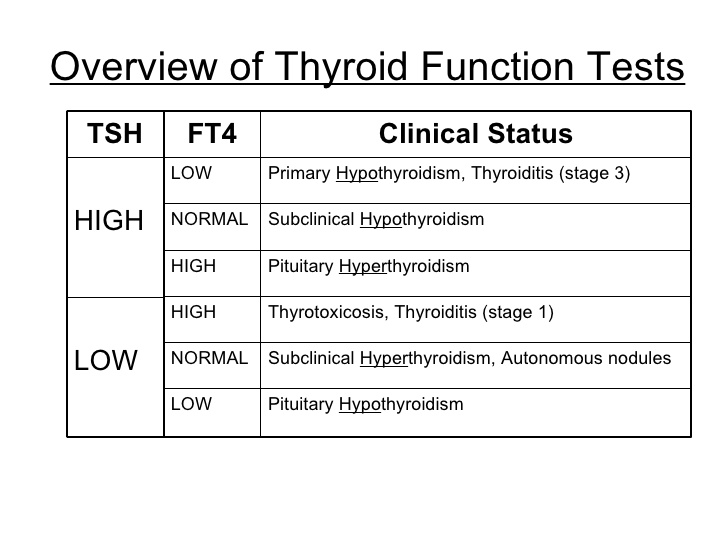 Overview of Thyroid Function Tests
TSH FT4 Clinical Status
HIGH
LOW Primary Hypothyroidism, Thyroiditis (stage 3)
NORMAL Subclinical Hypothyroidism
HIGH Pituitary Hyperthyroidism
LOW
HIGH Thyrotoxicosis, Thyroiditis (stage 1)
NORMAL Subclinical Hyperthyroidism, Autonomous nodules
LOW Pituitary Hypothyroidism